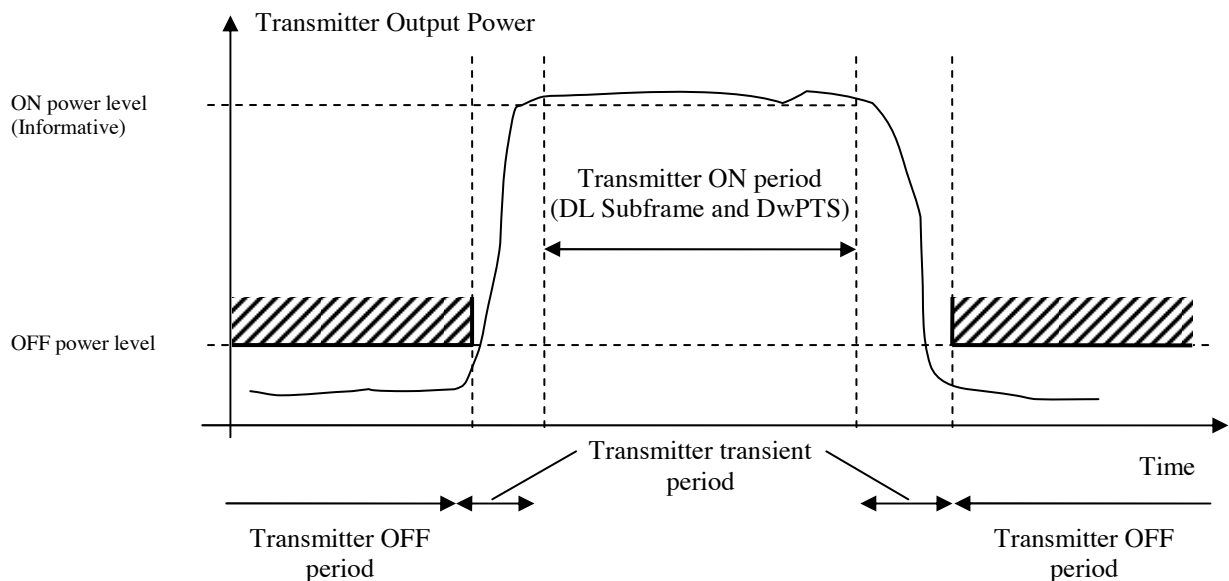 Transmitter Output Power
ON power level
(Informative)
Transmitter ON period
(DL Subframe and DwPTS)
OFF power level
Transmitter transient
period
Time
Transmitter OFF
period
Transmitter OFF
period